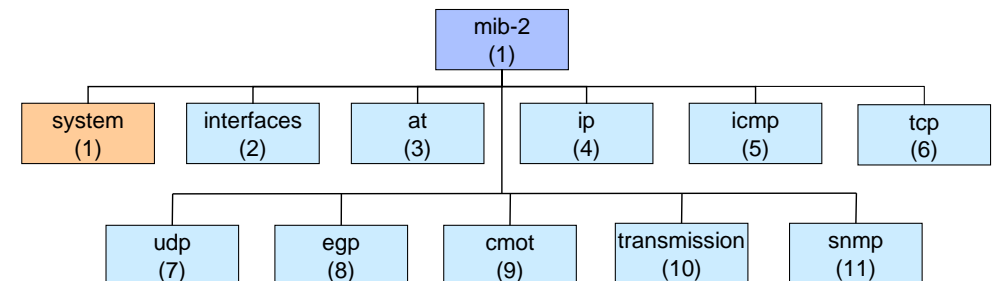 mib-2
(1)
system
(1)
interfaces
(2)
at
(3)
ip
(4)
icmp
(5)
tcp
(6)
udp
(7)
egp
(8)
cmot
(9)
transmission
(10)
snmp
(11)